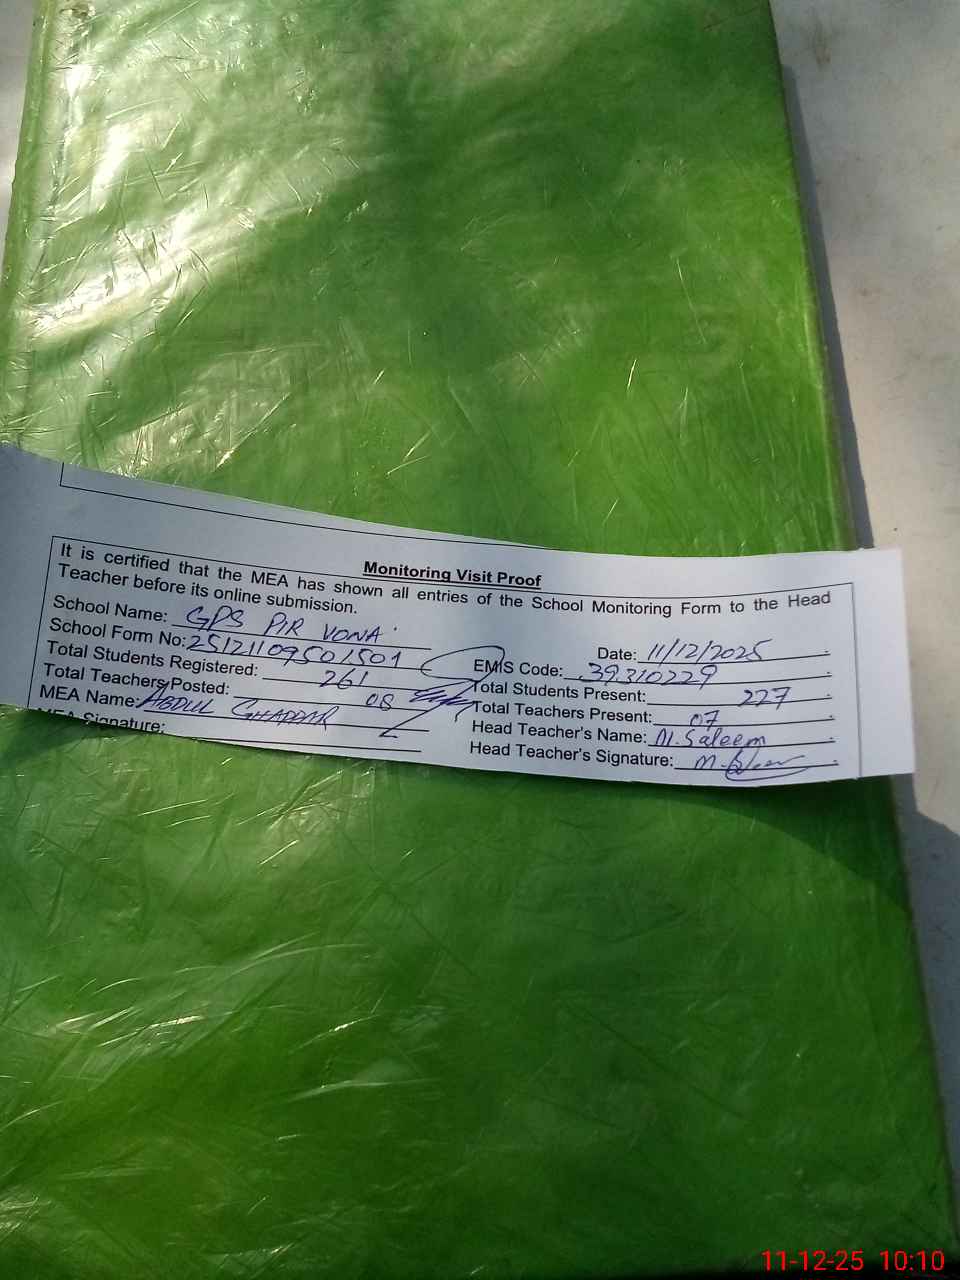 Monitoring Visit Proof
It is certified that the MEA has shown all entries of the School Monitoring Form to the Head
Teacher before its online submission.
School Name: GPS PIR VONA
Date: 11/12/2025
School Form No: 25121109501501
EMIS Code: 39310229
Total Students Registered: 261
Total Students Present: 227
Total Teachers Posted: 08
Total Teachers Present: 07
MEA Name: ABDUL GHAFFAR
Head Teacher's Name: M.Saleem
MEA Signature:
Head Teacher's Signature: M.
11-12-25 10:10